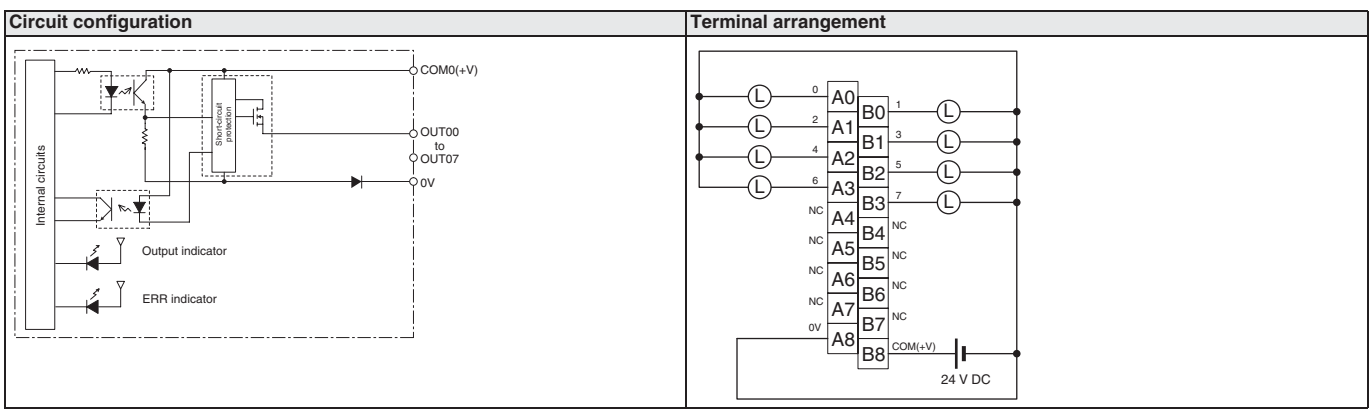 Circuit configuration
Terminal arrangement
Internal circuits
Short-circuit
protection
COM0(+V)
OUT00
to
OUT07
0V
Output indicator
ERR indicator
L 0 A0
B0 1 L
L 2 A1
B1 3 L
L 4 A2
B2 5 L
L 6 A3
B3 7 L
NC A4
B4 NC
NC A5
B5 NC
NC A6
B6 NC
NC A7
B7 NC
0V A8
B8 COM(+V)
24 V DC